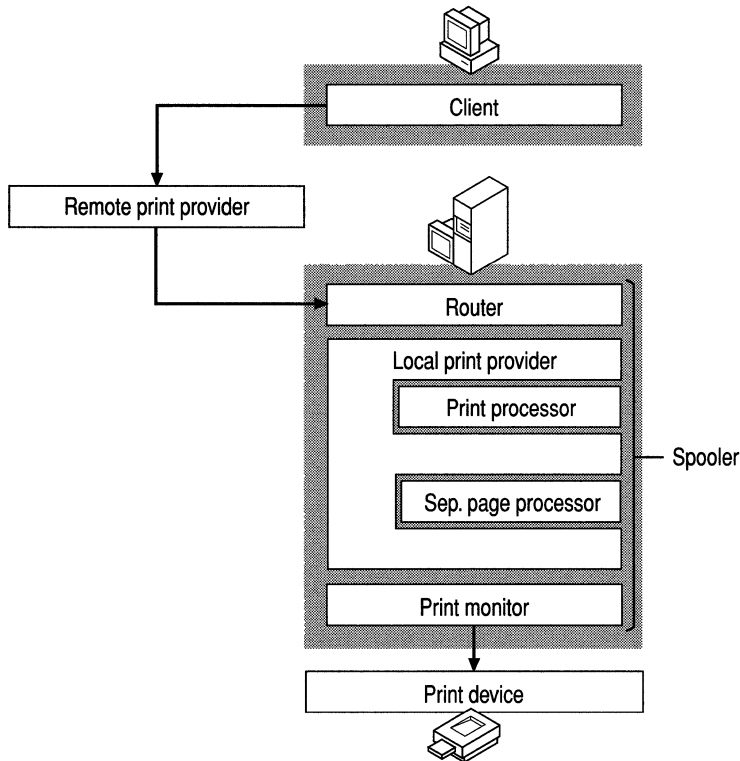 Client
Remote print provider
Router
Local print provider
Print processor
Spooler
Sep. page processor
Print monitor
Print device